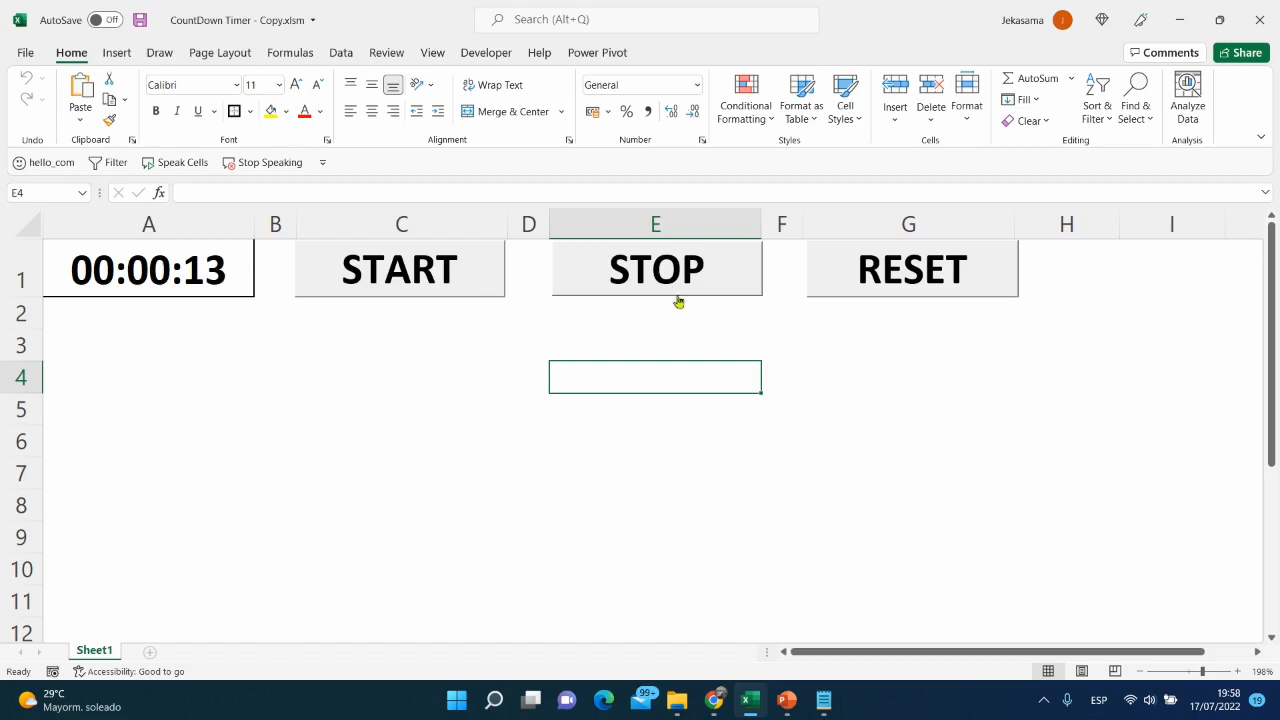 AutoSave Off CountDown Timer - Copy.xlsm Search (Alt+Q) Jekasama J
File Home Insert Draw Page Layout Formulas Data Review View Developer Help Power Pivot Comments Share
Paste Calibri 11 A A Wrap Text General Conditional Formatting Format as Table Cell Styles Insert Delete Format AutoSum Sort & Filter Find & Select Analyze Data
B I U A Merge & Center % , Fill
Clear
Undo Clipboard Font Alignment Number Styles Cells Editing Analysis
hello_com Filter Speak Cells Stop Speaking
E4 fx
A B C D E F G H I
1 00:00:13 START STOP RESET
2
3
4
5
6
7
8
9
10
11
12
Sheet1
Ready Accessibility: Good to go 198%
29°C 99+ ESP 19:58
Mayorm. soleado 17/07/2022 19